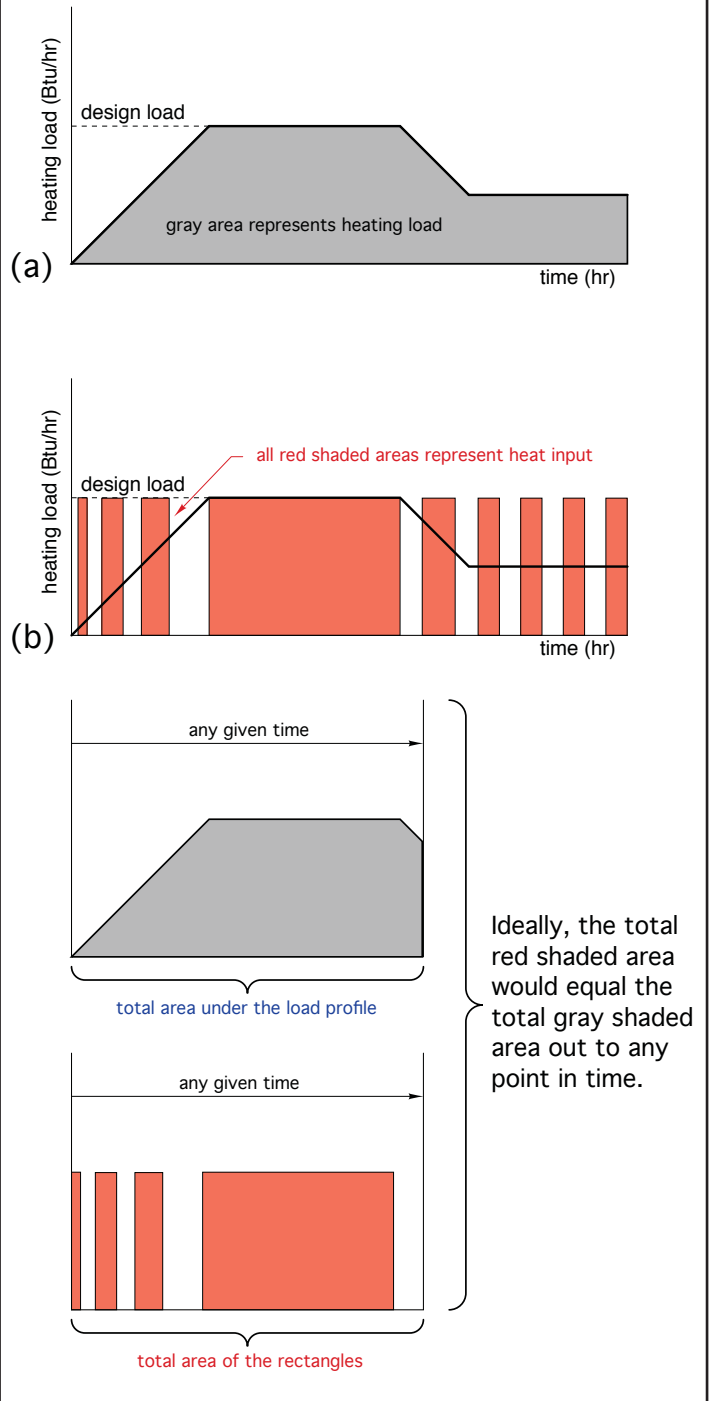 heating load (Btu/hr)
design load
gray area represents heating load
(a)
time (hr)
heating load (Btu/hr)
all red shaded areas represent heat input
design load
(b)
time (hr)
any given time
total area under the load profile
Ideally, the total
red shaded area
would equal the
total gray shaded
area out to any
point in time.
any given time
total area of the rectangles